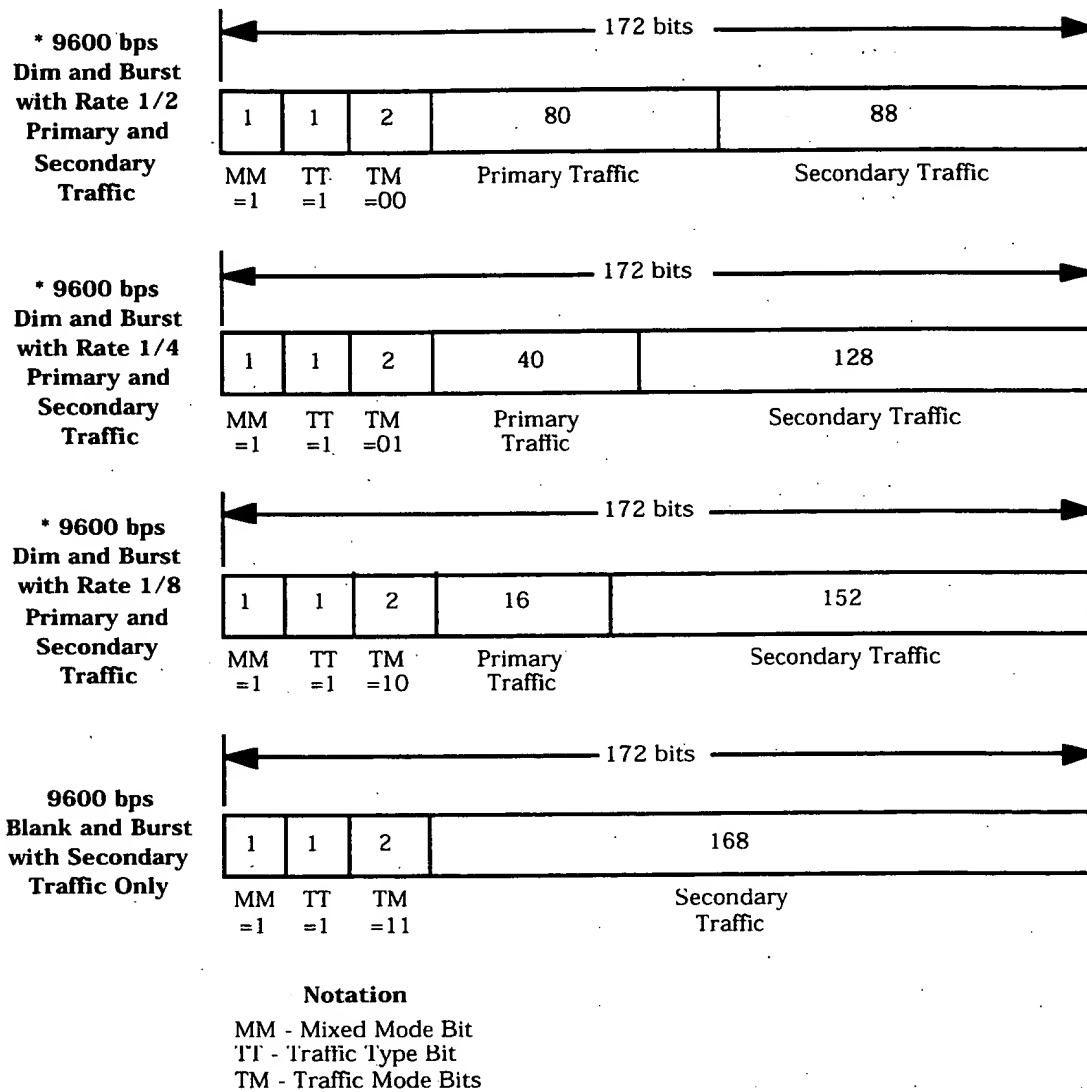 172 bits
* 9600 bps
Dim and Burst
with Rate 1/2
Primary and
Secondary
Traffic
1 1 2 80 88
MM TT TM Primary Traffic Secondary Traffic
=1 =1 =00
172 bits
* 9600 bps
Dim and Burst
with Rate 1/4
Primary and
Secondary
Traffic
1 1 2 40 128
MM TT TM Primary Secondary Traffic
=1 =1 =01 Traffic
172 bits
* 9600 bps
Dim and Burst
with Rate 1/8
Primary and
Secondary
Traffic
1 1 2 16 152
MM TT TM Primary Secondary Traffic
=1 =1 =10 Traffic
172 bits
9600 bps
Blank and Burst
with Secondary
Traffic Only
1 1 2 168
MM TT TM Secondary
=1 =1 =11 Traffic
Notation
MM - Mixed Mode Bit
TT - Traffic Type Bit
TM - Traffic Mode Bits